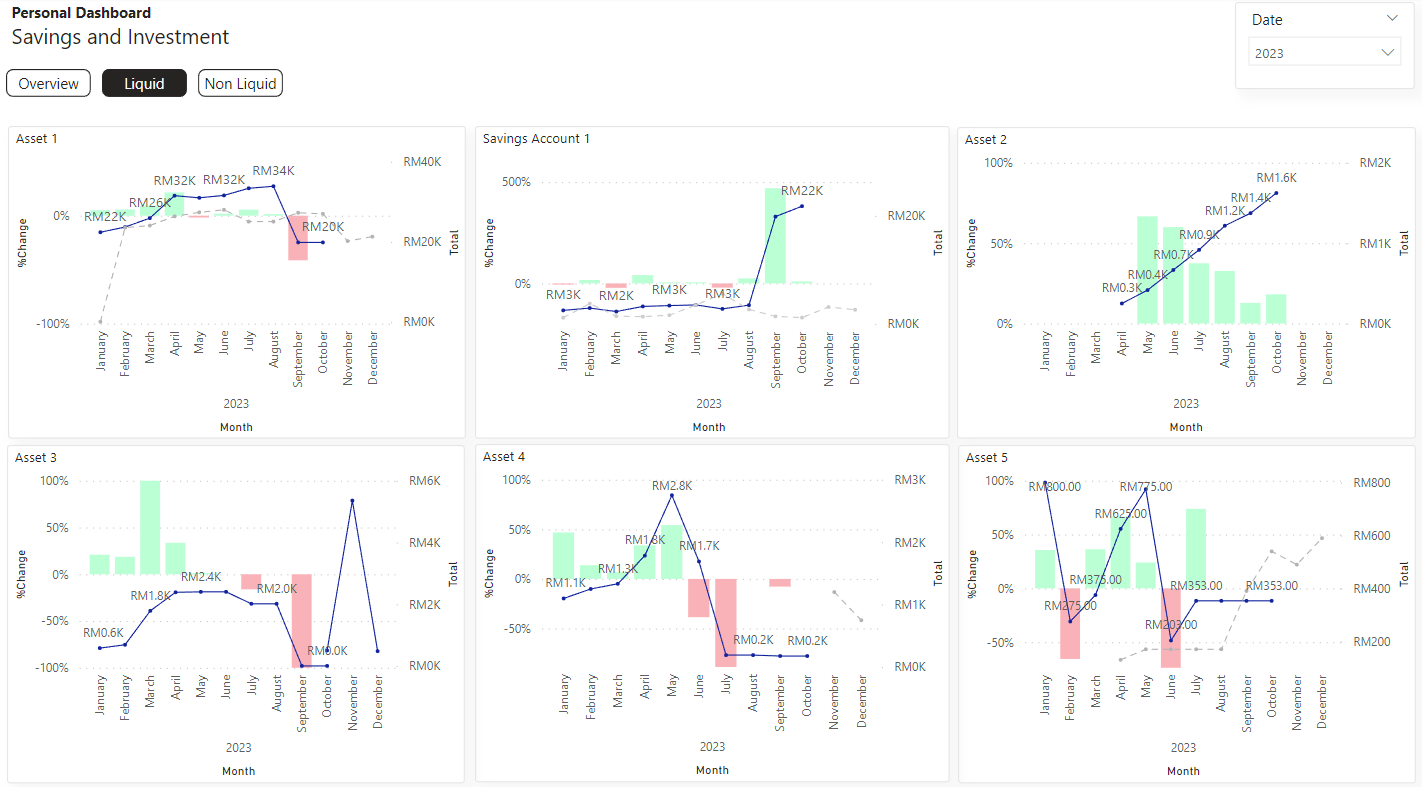 Personal Dashboard
Savings and Investment
Date
2023
Overview
Liquid
Non Liquid
Asset 1
%Change
0%
-100%
RM22K
RM26K
RM32K
RM32K
RM34K
RM20K
RM40K
RM20K
RM0K
Total
January
February
March
April
May
June
July
August
September
October
November
December
2023
Month
Savings Account 1
%Change
500%
0%
RM3K
RM2K
RM3K
RM3K
RM22K
RM20K
RM0K
Total
January
February
March
April
May
June
July
August
September
October
November
December
2023
Month
Asset 2
%Change
100%
50%
0%
RM0.3K
RM0.4K
RM0.7K
RM0.9K
RM1.2K
RM1.4K
RM1.6K
RM2K
RM1K
RM0K
Total
January
February
March
April
May
June
July
August
September
October
November
December
2023
Month
Asset 3
%Change
100%
50%
0%
-50%
-100%
RM0.6K
RM1.8K
RM2.4K
RM2.0K
RM0.0K
RM6K
RM4K
RM2K
RM0K
Total
January
February
March
April
May
June
July
August
September
October
November
December
2023
Month
Asset 4
%Change
100%
50%
0%
-50%
RM1.1K
RM1.3K
RM1.8K
RM2.8K
RM1.7K
RM0.2K
RM0.2K
RM3K
RM2K
RM1K
RM0K
Total
January
February
March
April
May
June
July
August
September
October
November
December
2023
Month
Asset 5
%Change
100%
50%
0%
-50%
RM800.00
RM275.00
RM375.00
RM625.00
RM775.00
RM203.00
RM353.00
RM353.00
RM800
RM600
RM400
RM200
Total
January
February
March
April
May
June
July
August
September
October
November
December
2023
Month